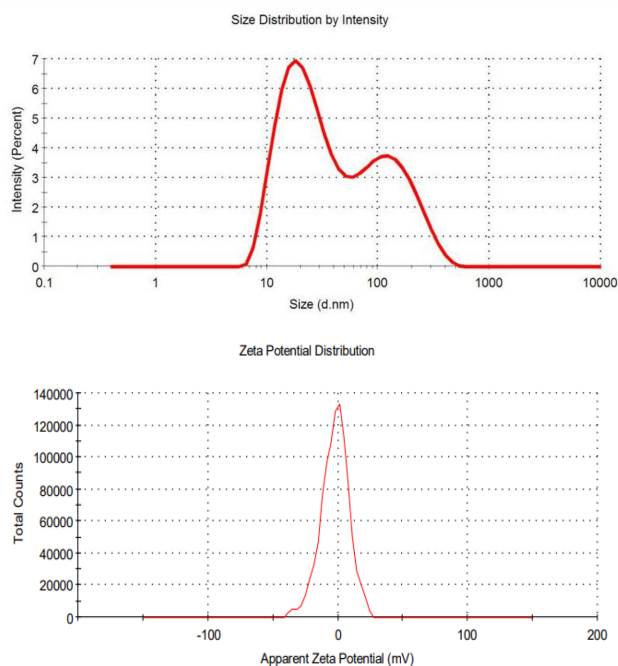 Size Distribution by Intensity
7
6
5
4
3
2
1
0
Intensity (Percent)
0.1 1 10 100 1000 10000
Size (d.nm)
Zeta Potential Distribution
140000
120000
100000
80000
60000
40000
20000
0
Total Counts
-100 0 100 200
Apparent Zeta Potential (mV)